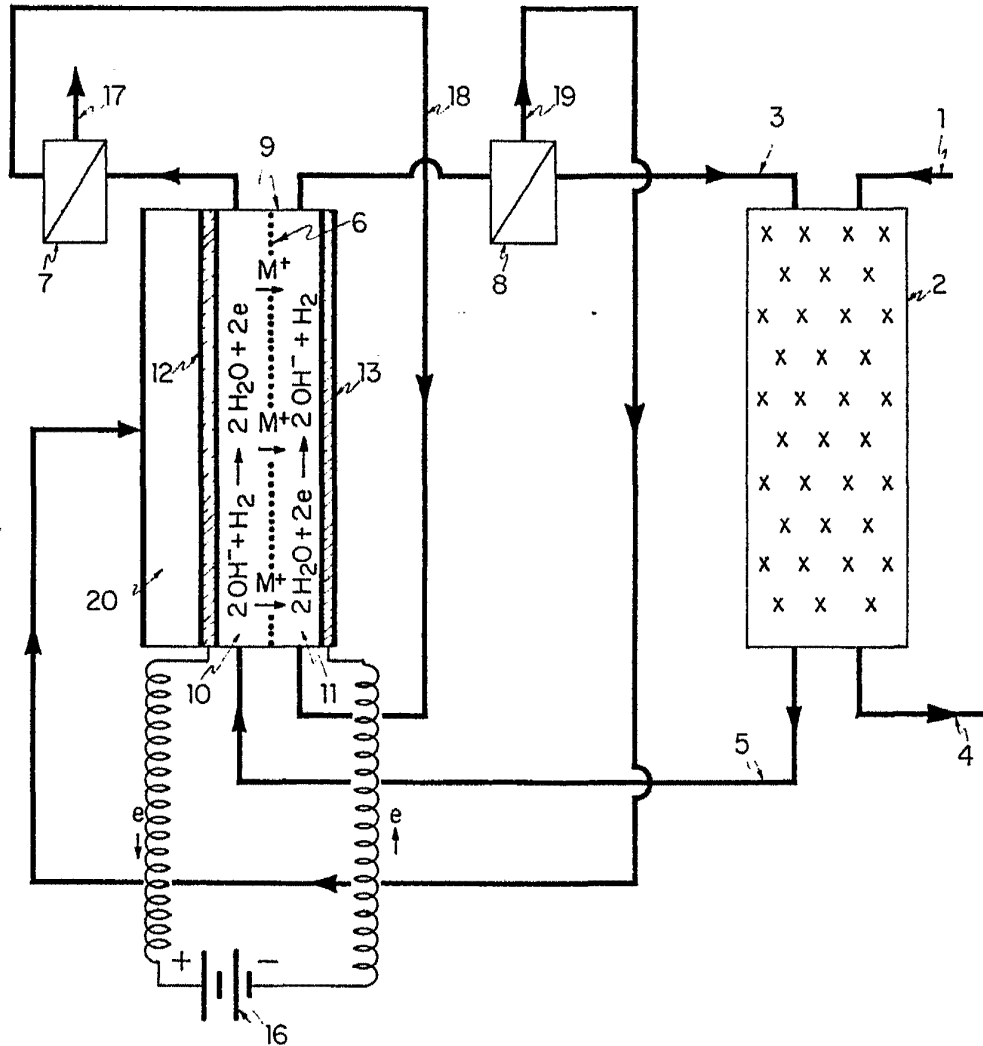 17
18
19
3
1
9
6
7
8
2
M⁺
M⁺
M⁺
2OH⁻+H₂ → 2H₂O+2e
2H₂O+2e → 2OH⁻+H₂
12
13
20
10
11
5
4
e
e
+
−
16
x x x x
x x x
x x x x
x x x
x x x x
x x x
x x x x
x x x
x x x x
x x x